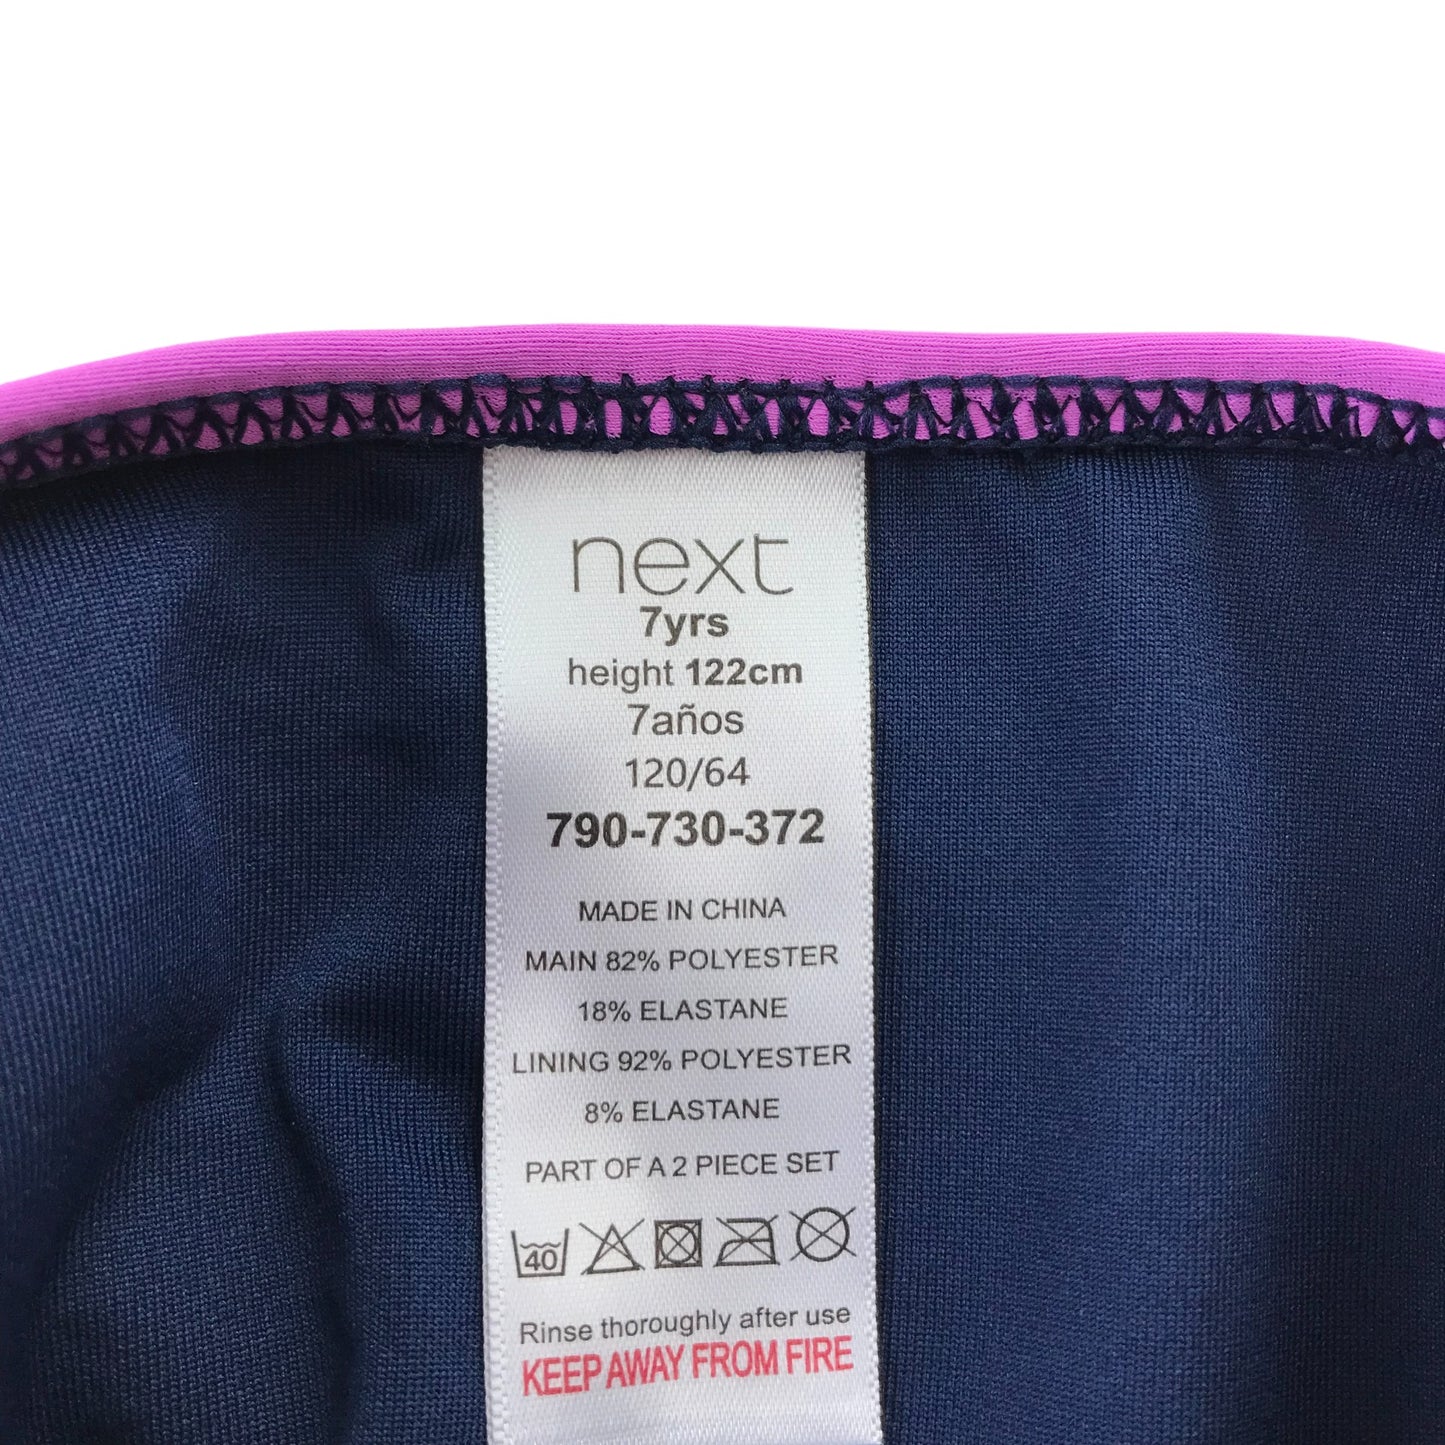 next
7yrs
height 122cm
7años
120/64
790-730-372
MADE IN CHINA
MAIN 82% POLYESTER
18% ELASTANE
LINING 92% POLYESTER
8% ELASTANE
PART OF A 2 PIECE SET
40
Rinse thoroughly after use
KEEP AWAY FROM FIRE